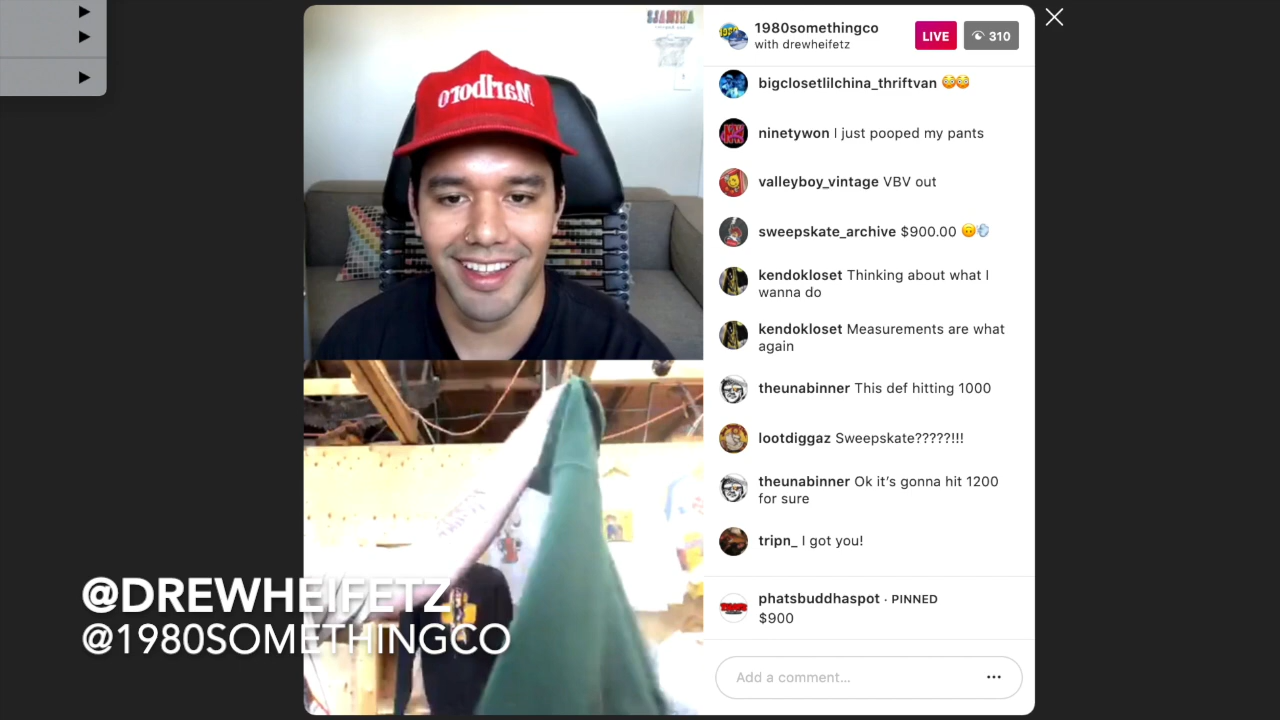 Marlboro
1980somethingco
with drewheifetz
LIVE
310
bigclosetlilchina_thriftvan 😳😳
ninetywon I just pooped my pants
valleyboy_vintage VBV out
sweepskate_archive $900.00 😡💨
kendokloset Thinking about what I
wanna do
kendokloset Measurements are what
again
theunabinner This def hitting 1000
lootdiggaz Sweepskate?????!!!
theunabinner Ok it’s gonna hit 1200
for sure
tripn_ I got you!
phatsbuddhaspot · PINNED
$900
Add a comment...
@DREWHEIFETZ
@1980SOMETHINGCO